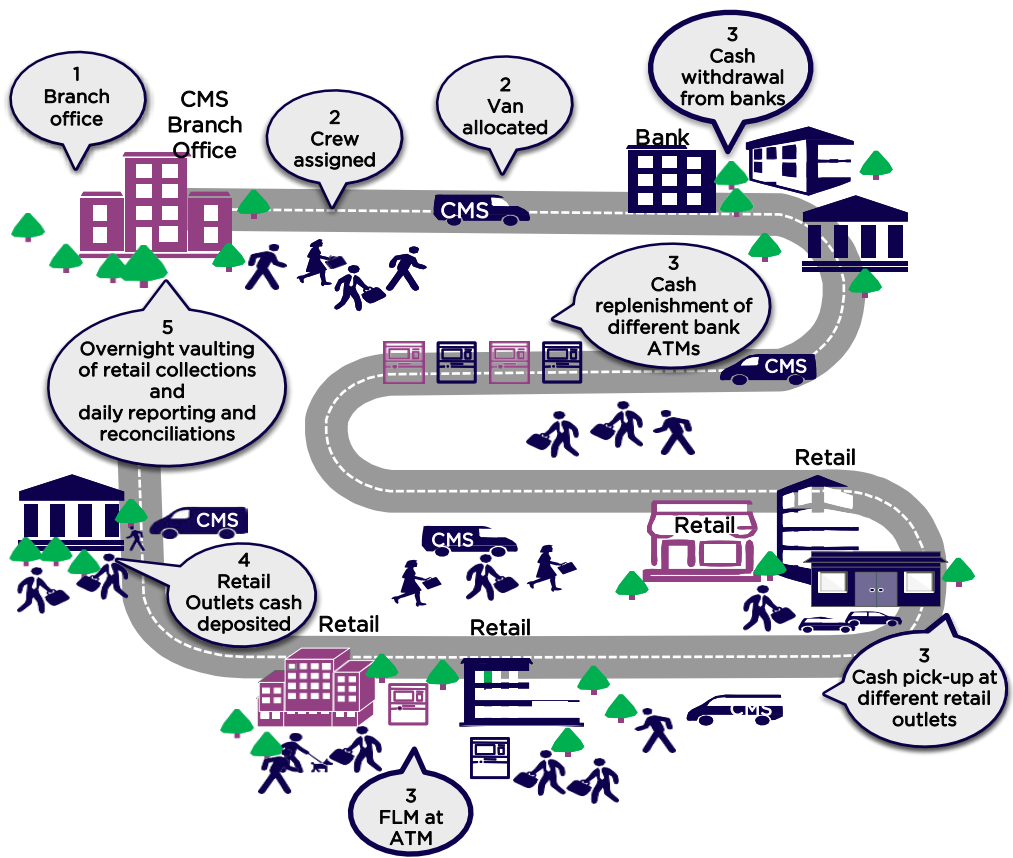 1
Branch
office
CMS
Branch
Office
2
Crew
assigned
2
Van
allocated
3
Cash
withdrawal
from banks
Bank
CMS
3
Cash
replenishment of
different bank
ATMs
CMS
5
Overnight vaulting
of retail collections
and
daily reporting and
reconciliations
Retail
Retail
CMS
CMS
4
Retail
Outlets cash
deposited
Retail
Retail
3
Cash pick-up at
different retail
outlets
CMS
3
FLM at
ATM